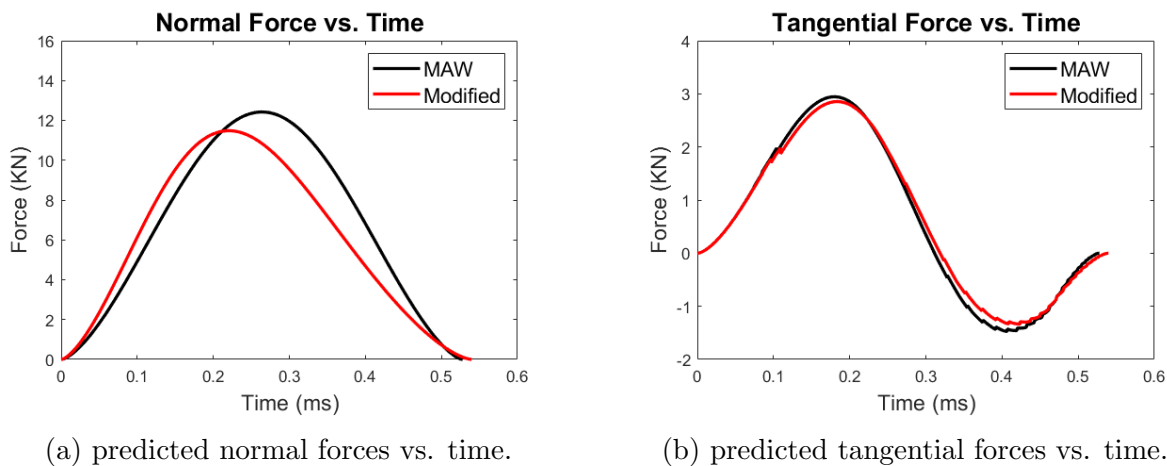 Normal Force vs. Time
16
14
12
10
8
6
4
2
0
Force (KN)
MAW
Modified
0 0.1 0.2 0.3 0.4 0.5 0.6
Time (ms)
(a) predicted normal forces vs. time.
Tangential Force vs. Time
4
3
2
1
0
-1
-2
Force (KN)
MAW
Modified
0 0.1 0.2 0.3 0.4 0.5 0.6
Time (ms)
(b) predicted tangential forces vs. time.